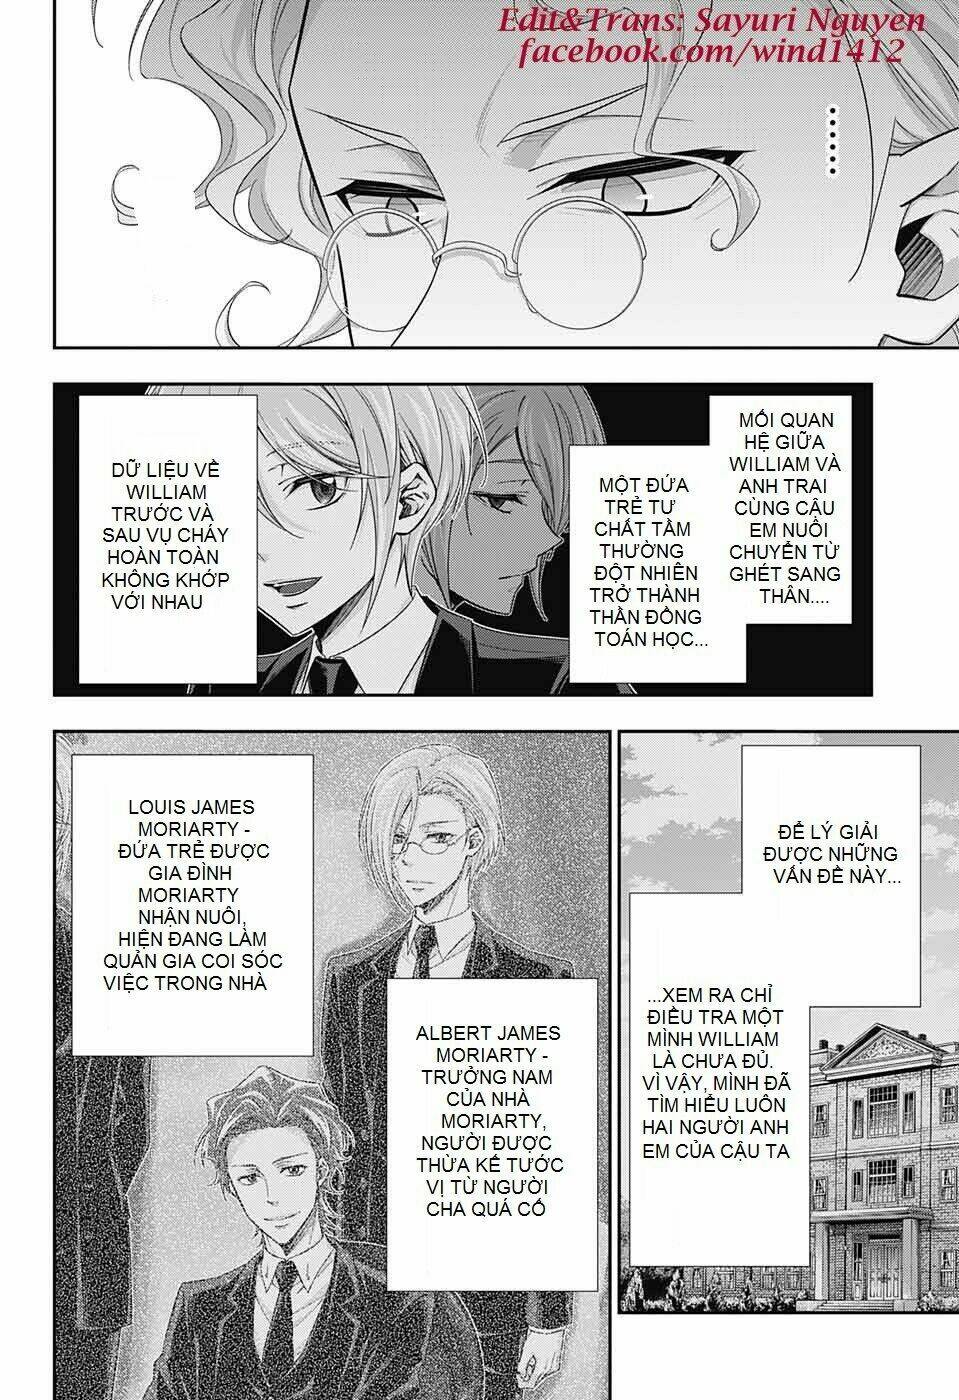 Edit&Trans: Sayuri Nguyen
facebook.com/wind1412
.......
MỐI QUAN
HỆ GIỮA
WILLIAM VÀ
ANH TRAI
CÙNG CẬU
EM NUÔI
CHUYỂN TỪ
GHÉT SANG
THÂN....
MỘT ĐỨA
TRẺ TƯ
CHẤT TẦM
THƯỜNG
ĐỘT NHIÊN
TRỞ THÀNH
THẦN ĐỒNG
TOÁN HỌC...
DỮ LIỆU VỀ
WILLIAM
TRƯỚC VÀ
SAU VỤ CHÁY
HOÀN TOÀN
KHÔNG KHỚP
VỚI NHAU
ĐỂ LÝ GIẢI
ĐƯỢC NHỮNG
VẤN ĐỀ NÀY...
...XEM RA CHỈ
ĐIỀU TRA MỘT
MÌNH WILLIAM
LÀ CHƯA ĐỦ.
VÌ VẬY, MÌNH ĐÃ
TÌM HIỂU LUÔN
HAI NGƯỜI ANH
EM CỦA CẬU TA
LOUIS JAMES
MORIARTY -
ĐỨA TRẺ ĐƯỢC
GIA ĐÌNH
MORIARTY
NHẬN NUÔI,
HIỆN ĐANG LÀM
QUẢN GIA COI SÓC
VIỆC TRONG NHÀ
ALBERT JAMES
MORIARTY -
TRƯỞNG NAM
CỦA NHÀ
MORIARTY,
NGƯỜI ĐƯỢC
THỪA KẾ TƯỚC
VỊ TỪ NGƯỜI
CHA QUÁ CỐ